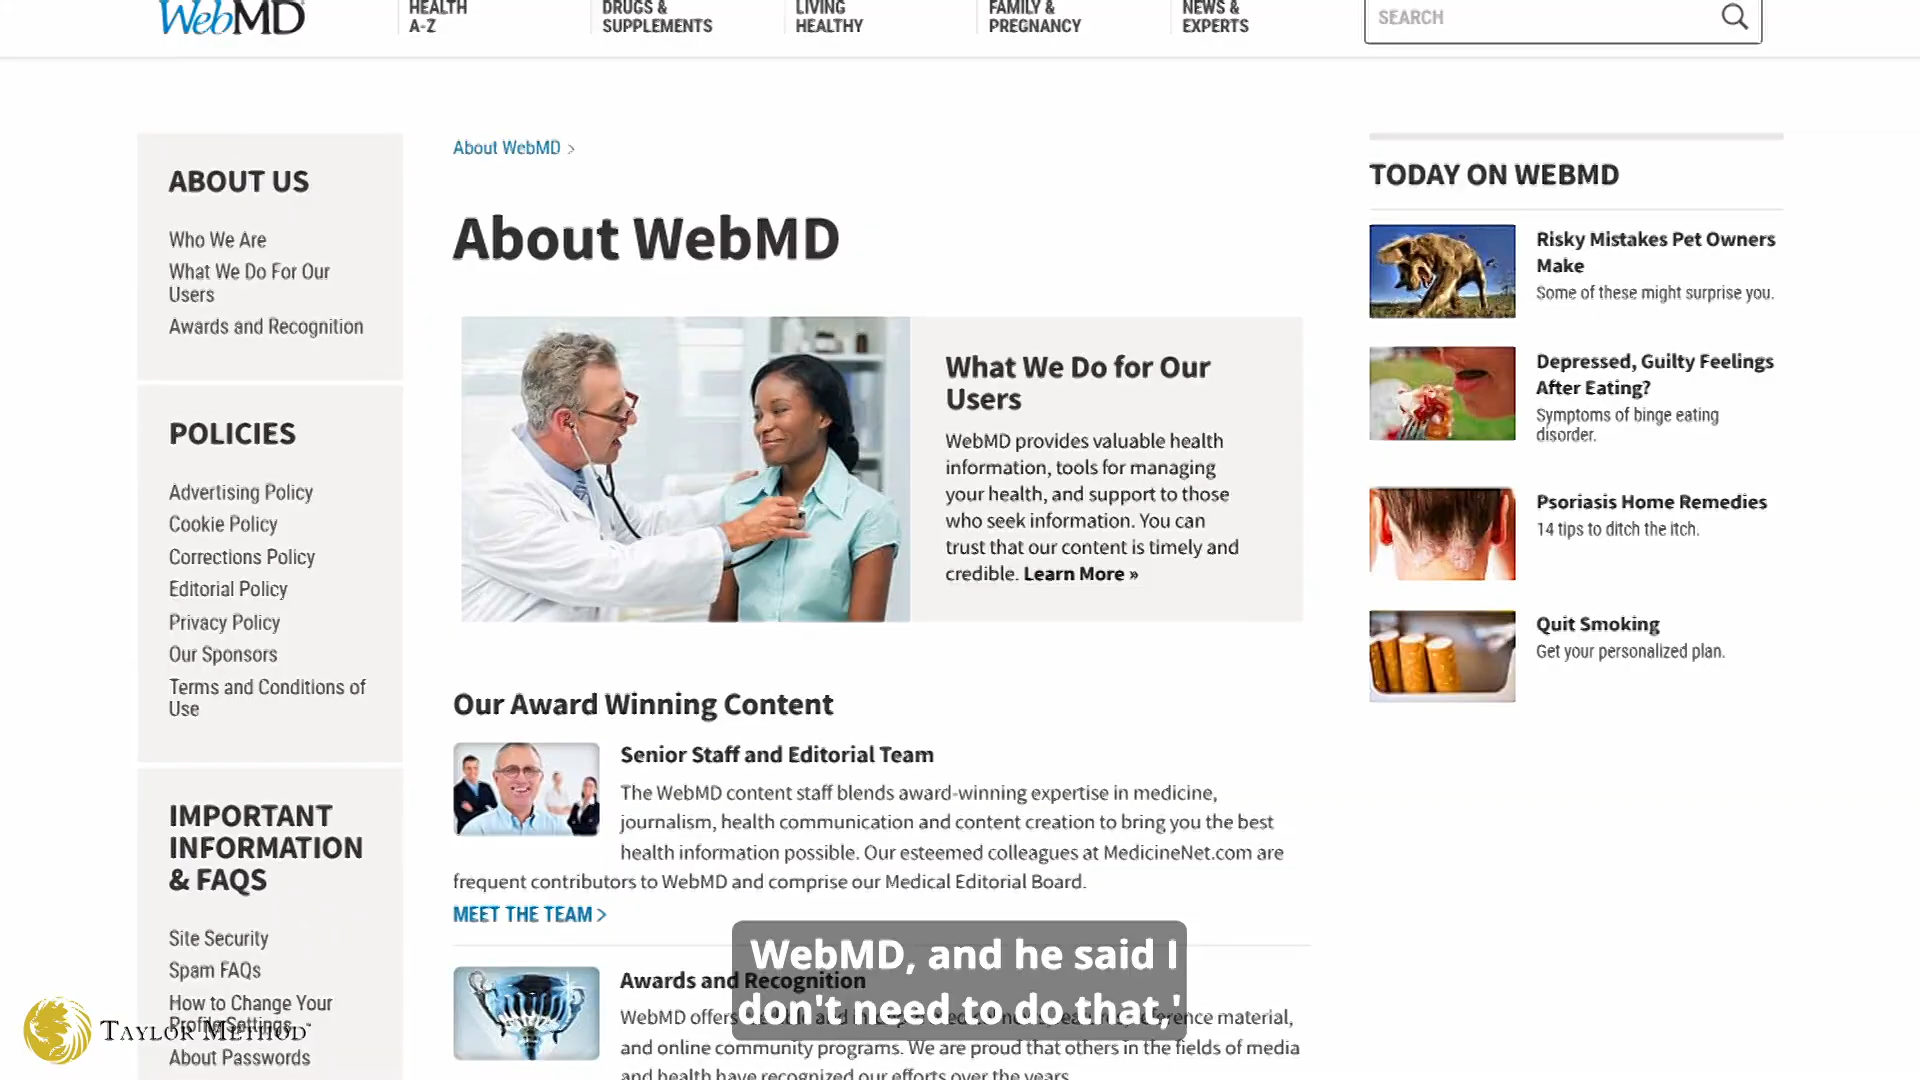 WebMD
HEALTH
A-Z
DRUGS &
SUPPLEMENTS
LIVING
HEALTHY
FAMILY &
PREGNANCY
NEWS &
EXPERTS
SEARCH
ABOUT US
Who We Are
What We Do For Our
Users
Awards and Recognition
POLICIES
Advertising Policy
Cookie Policy
Corrections Policy
Editorial Policy
Privacy Policy
Our Sponsors
Terms and Conditions of
Use
IMPORTANT
INFORMATION
& FAQS
Site Security
Spam FAQs
How to Change Your
Profile Settings
About Passwords
About WebMD >
About WebMD
What We Do for Our
Users
WebMD provides valuable health
information, tools for managing
your health, and support to those
who seek information. You can
trust that our content is timely and
credible. Learn More »
Our Award Winning Content
Senior Staff and Editorial Team
The WebMD content staff blends award-winning expertise in medicine,
journalism, health communication and content creation to bring you the best
health information possible. Our esteemed colleagues at MedicineNet.com are
frequent contributors to WebMD and comprise our Medical Editorial Board.
MEET THE TEAM >
Awards and Recognition
WebMD offers material,
and online community programs. We are proud that others in the fields of media
and health have recognized our efforts over the years.
TODAY ON WEBMD
Risky Mistakes Pet Owners
Make
Some of these might surprise you.
Depressed, Guilty Feelings
After Eating?
Symptoms of binge eating
disorder.
Psoriasis Home Remedies
14 tips to ditch the itch.
Quit Smoking
Get your personalized plan.
WebMD, and he said I
don't need to do that,'
TAYLOR METHOD